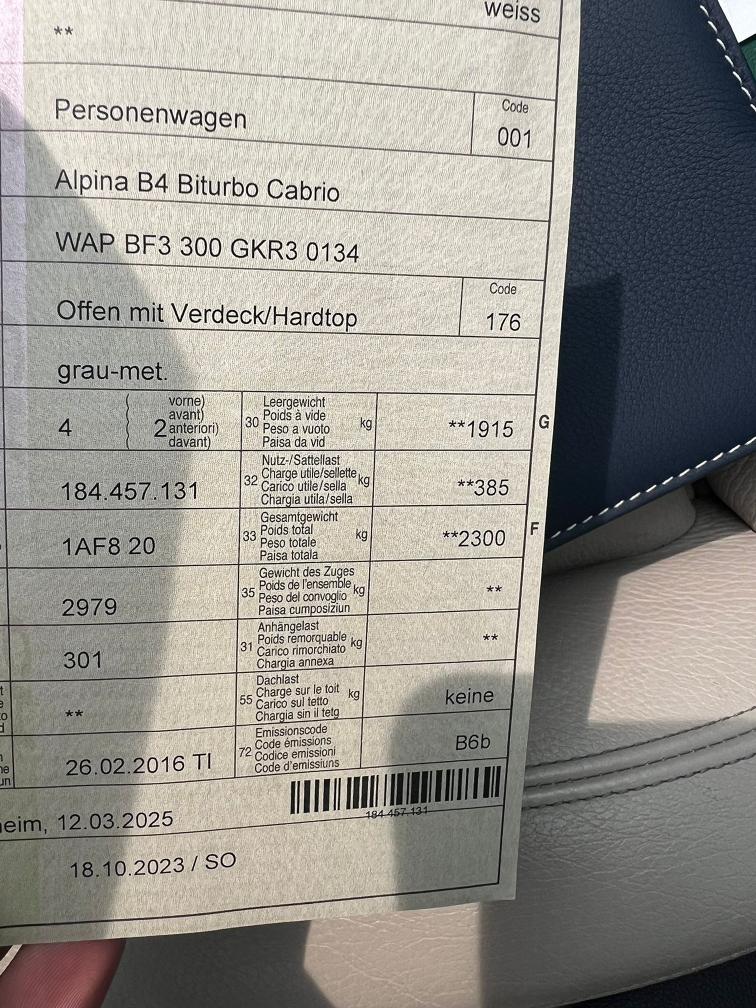 weiss
**
Personenwagen
Code
001
Alpina B4 Biturbo Cabrio
WAP BF3 300 GKR3 0134
Offen mit Verdeck/Hardtop
Code
176
grau-met.
4 ( 2 vorne) avant) anteriori) davant)
30 Leergewicht Poids à vide Peso a vuoto Paisa da vid kg **1915 G
184.457.131
32 Nutz-/Sattellast Charge utile/sellette Carico utile/sella Chargia utila/sella kg **385
1AF8 20
33 Gesamtgewicht Poids total Peso totale Paisa totala kg **2300 F
2979
35 Gewicht des Zuges Poids de l'ensemble Peso del convoglio Paisa cumposiziun kg **
301
31 Anhängelast Poids remorquable Carico rimorchiato Chargia annexa kg **
**
55 Dachlast Charge sur le toit Carico sul tetto Chargia sin il tetg kg keine
26.02.2016 TI
72 Emissionscode Code émissions Codice emissioni Code d'emissiuns B6b
184.457.131
eim, 12.03.2025
18.10.2023 / SO